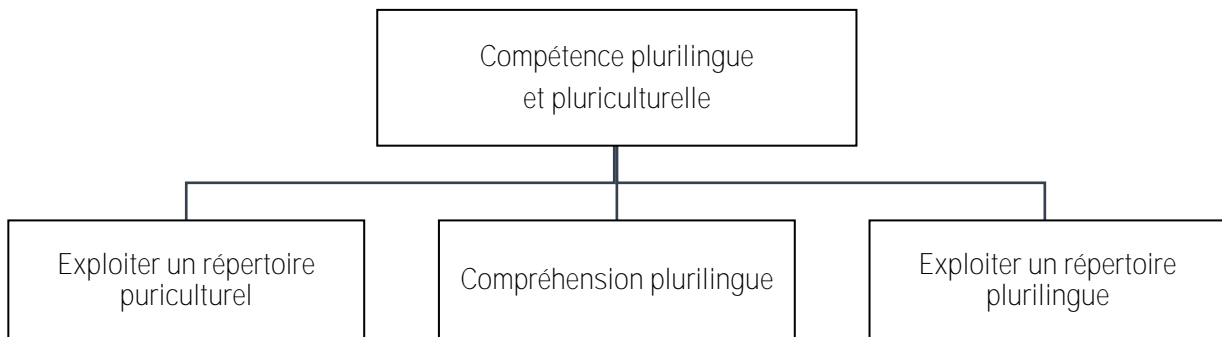 Compétence plurilingue
et pluriculturelle
Exploiter un répertoire
puriculturel
Compréhension plurilingue
Exploiter un répertoire
plurilingue